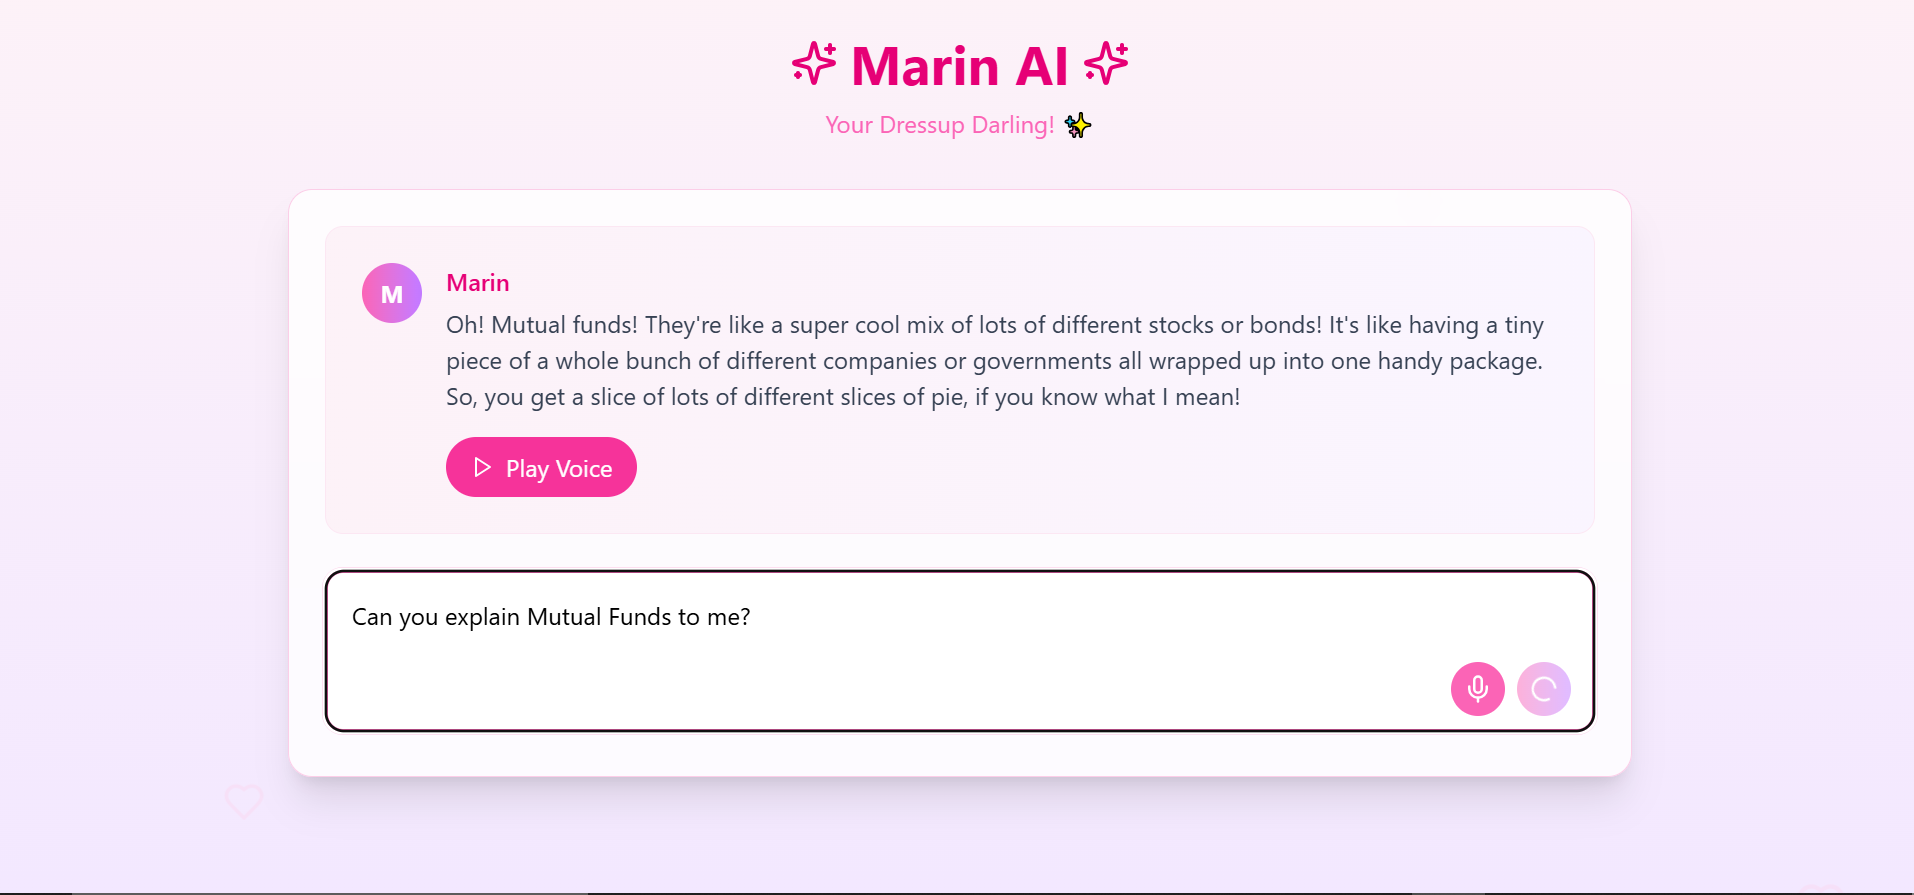 Marin AI
Your Dressup Darling! ✨
M
Marin
Oh! Mutual funds! They're like a super cool mix of lots of different stocks or bonds! It's like having a tiny
piece of a whole bunch of different companies or governments all wrapped up into one handy package.
So, you get a slice of lots of different slices of pie, if you know what I mean!
Play Voice
Can you explain Mutual Funds to me?